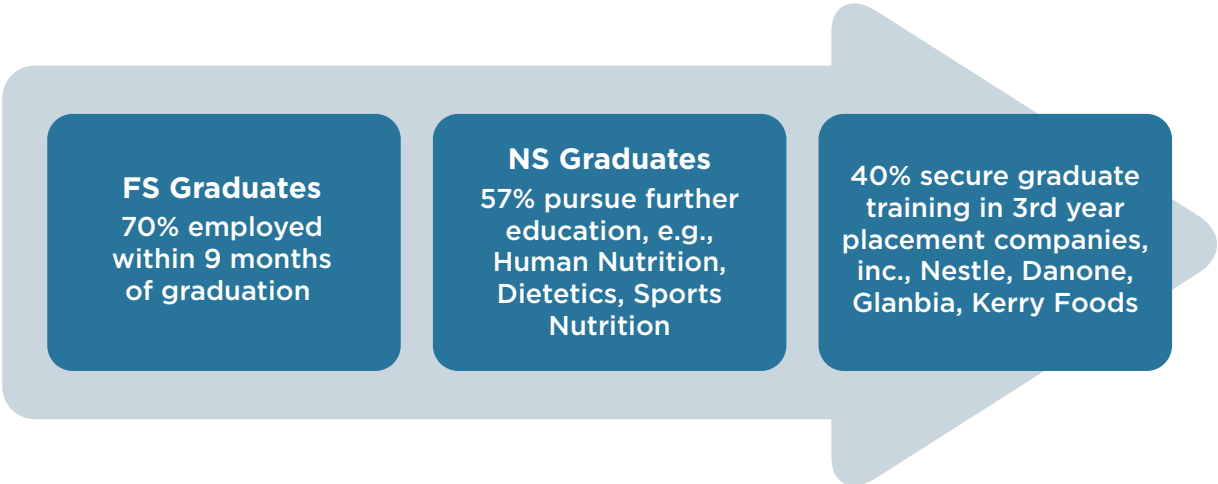 FS Graduates
70% employed
within 9 months
of graduation
NS Graduates
57% pursue further
education, e.g.,
Human Nutrition,
Dietetics, Sports
Nutrition
40% secure graduate
training in 3rd year
placement companies,
inc., Nestle, Danone,
Glanbia, Kerry Foods